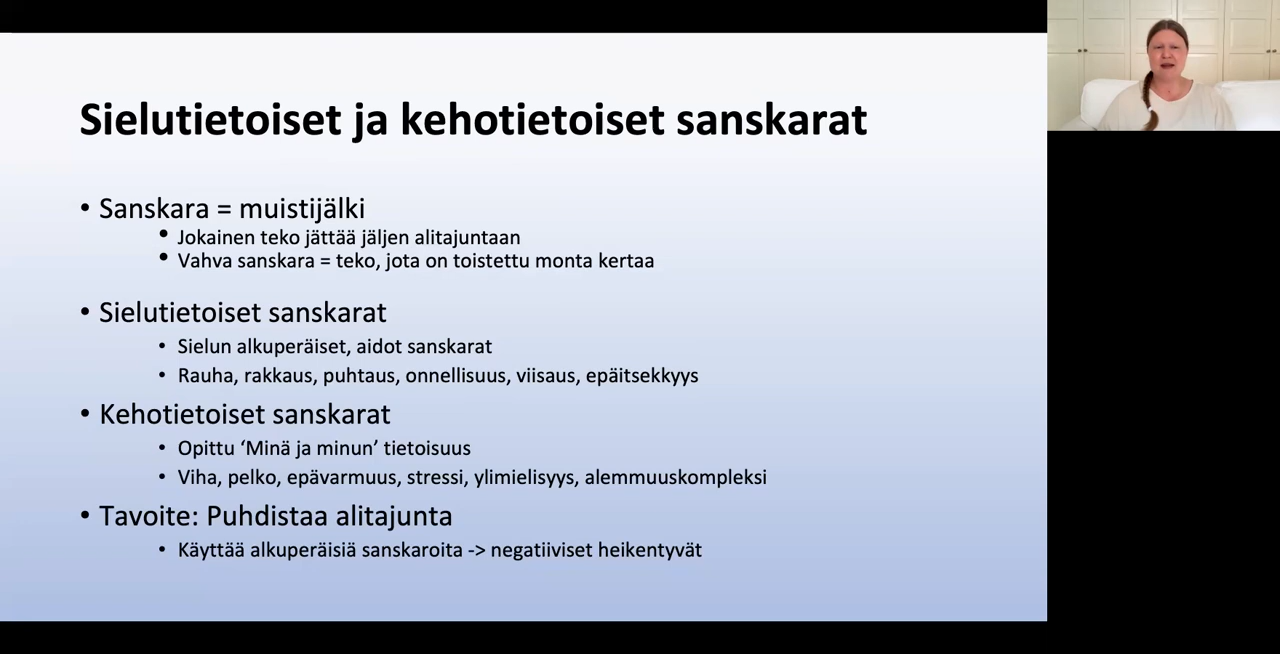 Sielutietoiset ja kehotietoiset sanskarat
• Sanskara = muistijälki
• Jokainen teko jättää jäljen alitajuntaan
• Vahva sanskara = teko, jota on toistettu monta kertaa
• Sielutietoiset sanskarat
• Sielun alkuperäiset, aidot sanskarat
• Rauha, rakkaus, puhtaus, onnellisuus, viisaus, epäitsekkyys
• Kehotietoiset sanskarat
• Opittu ‘Minä ja minun’ tietoisuus
• Viha, pelko, epävarmuus, stressi, ylimielisyys, alemmuuskompleksi
• Tavoite: Puhdistaa alitajunta
• Käyttää alkuperäisiä sanskaroita -> negatiiviset heikentyvät